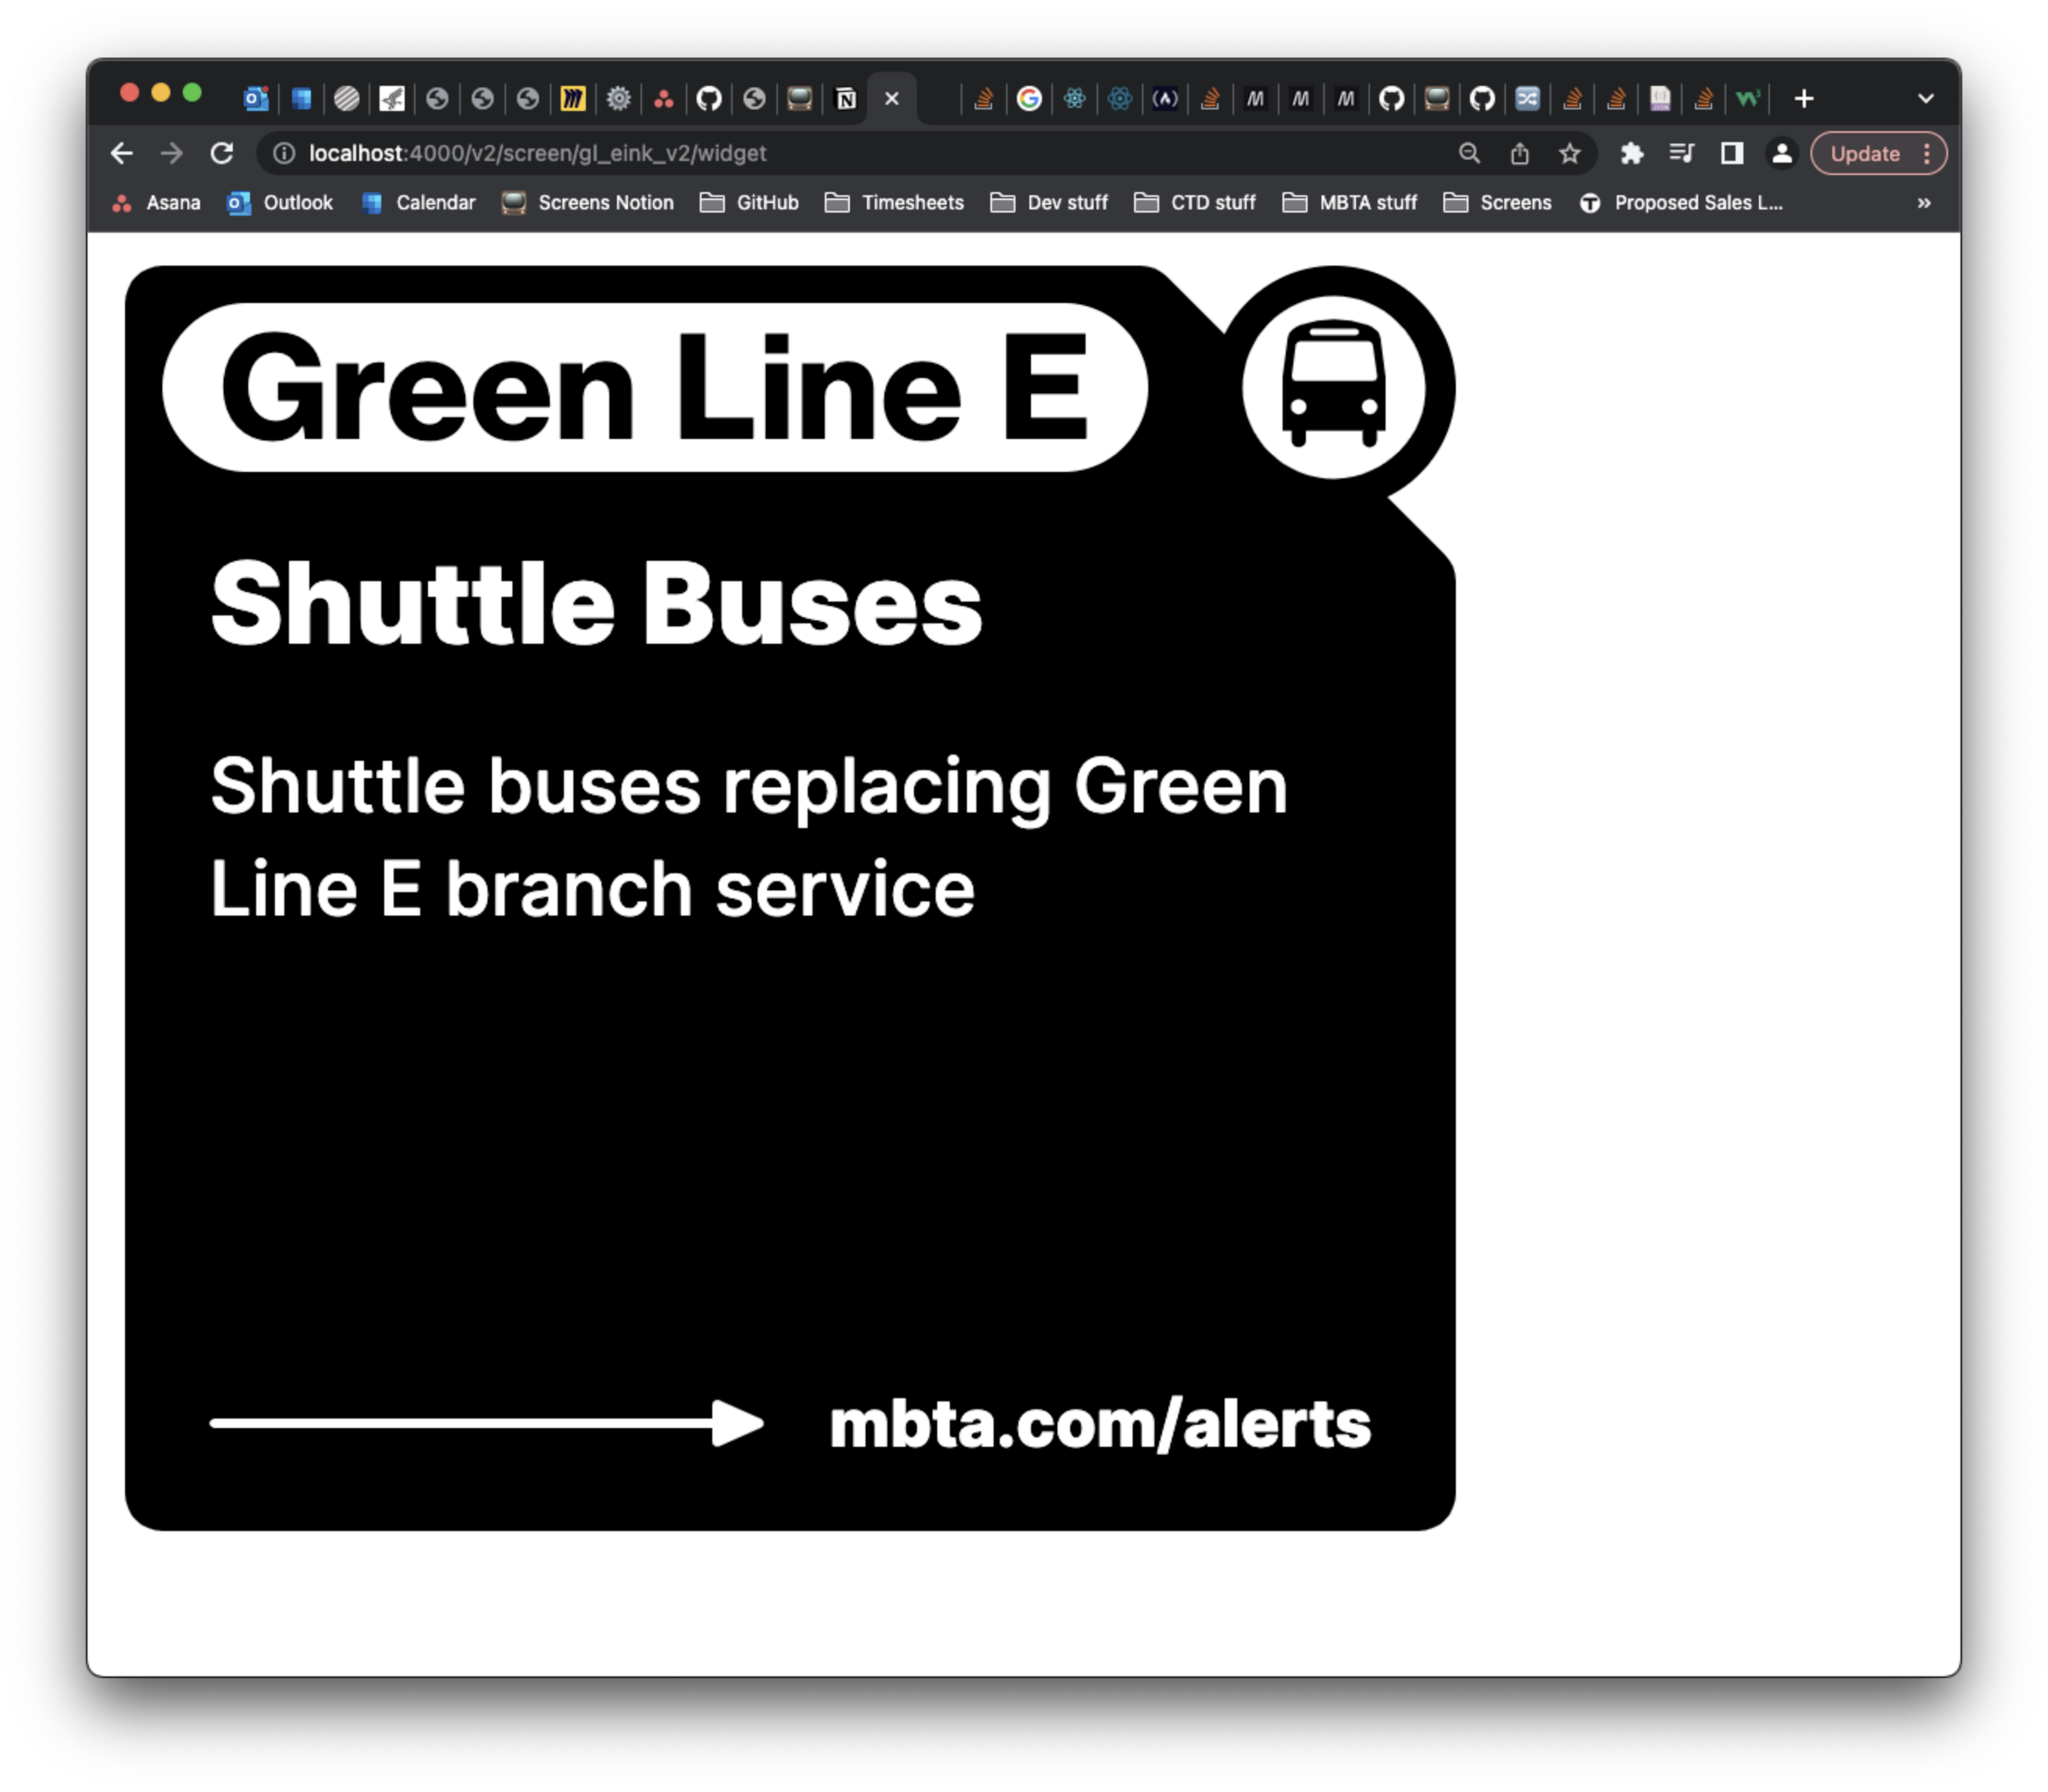 localhost:4000/v2/screen/gl_eink_v2/widget
Update
Asana Outlook Calendar Screens Notion GitHub Timesheets Dev stuff CTD stuff MBTA stuff Screens Proposed Sales L... »
Green Line E
Shuttle Buses
Shuttle buses replacing Green
Line E branch service
mbta.com/alerts